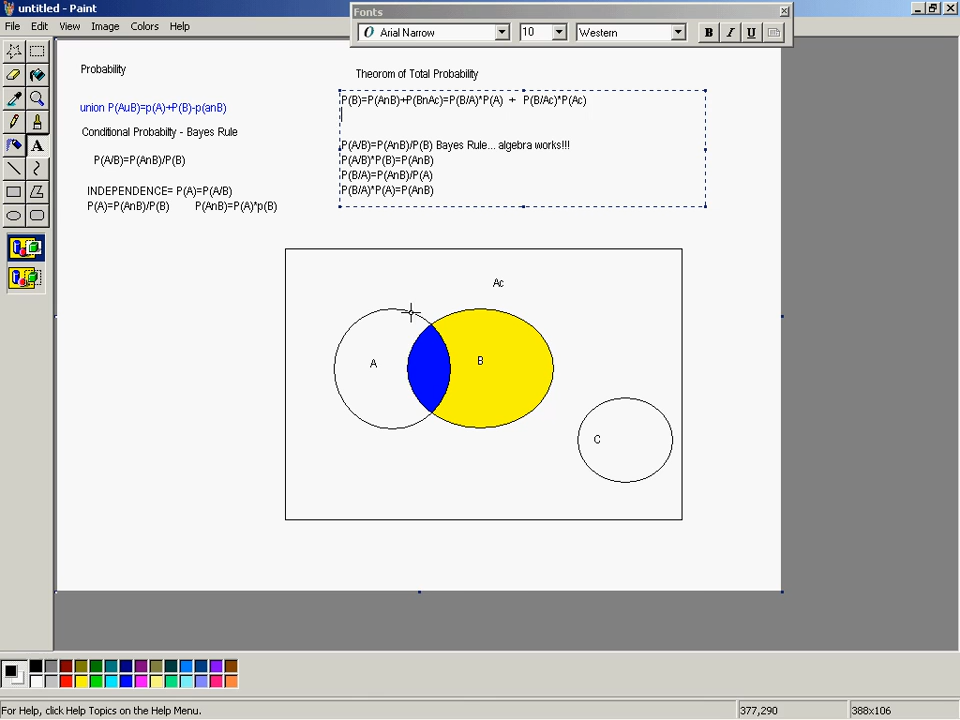 untitled - Paint
File Edit View Image Colors Help
Fonts
Arial Narrow 10 Western B I U
Probability
union P(AuB)=p(A)+P(B)-p(anB)
Conditional Probabilty - Bayes Rule
P(A/B)=P(AnB)/P(B)
INDEPENDENCE= P(A)=P(A/B)
P(A)=P(AnB)/P(B) P(AnB)=P(A)*p(B)
Theorom of Total Probability
P(B)=P(AnB)+P(BnAc)=P(B/A)*P(A) + P(B/Ac)*P(Ac)
P(A/B)=P(AnB)/P(B) Bayes Rule... algebra works!!!
P(A/B)*P(B)=P(AnB)
P(B/A)=P(AnB)/P(A)
P(B/A)*P(A)=P(AnB)
Ac
A
B
C
For Help, click Help Topics on the Help Menu.
377,290
388x106